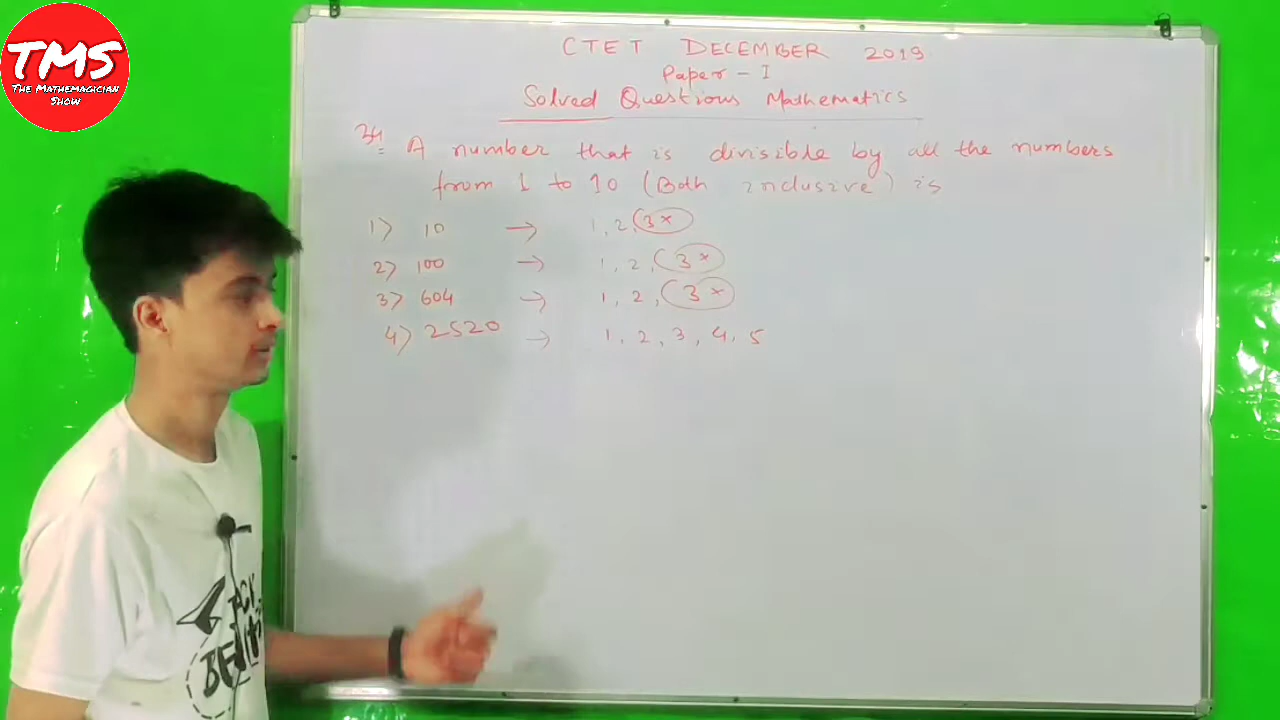 TMS
The Mathemagician
Show
CTET DECEMBER 2019
Paper - I
Solved Questions Mathematics
A number that is divisible by all the numbers
from 1 to 10 (Both inclusive) is
1> 10 → 1, 2, (3 ×
2> 100 → 1, 2, (3 ×
3> 604 → 1, 2, (3 ×
4> 2520 → 1, 2, 3, 4, 5